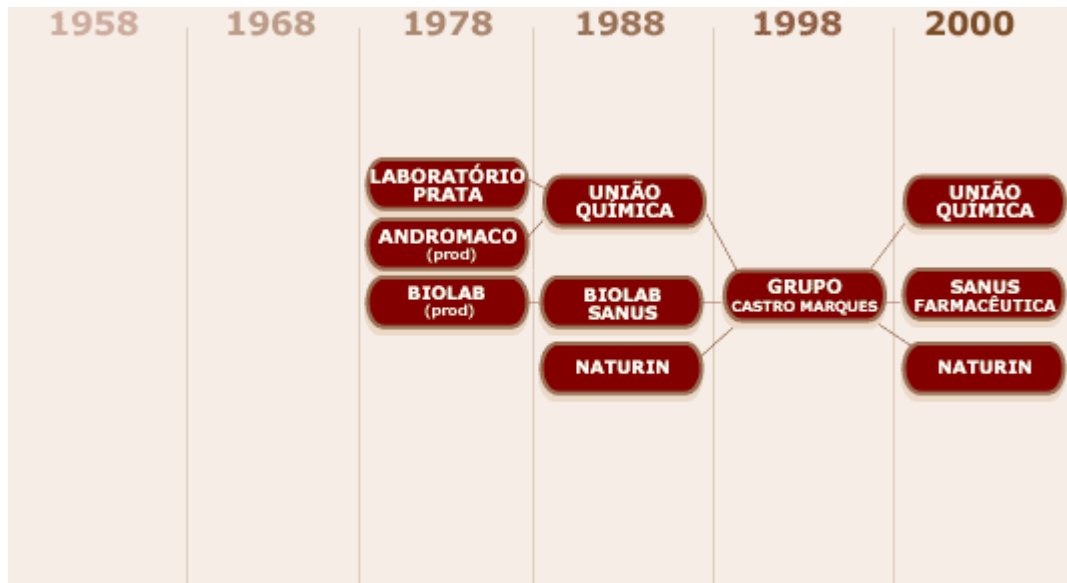 1958
1968
1978
1988
1998
2000
LABORATÓRIO
PRATA
ANDROMACO
(prod)
BIOLAB
(prod)
UNIÃO
QUÍMICA
BIOLAB
SANUS
NATURIN
GRUPO
CASTRO MARQUES
UNIÃO
QUÍMICA
SANUS
FARMACÊUTICA
NATURIN